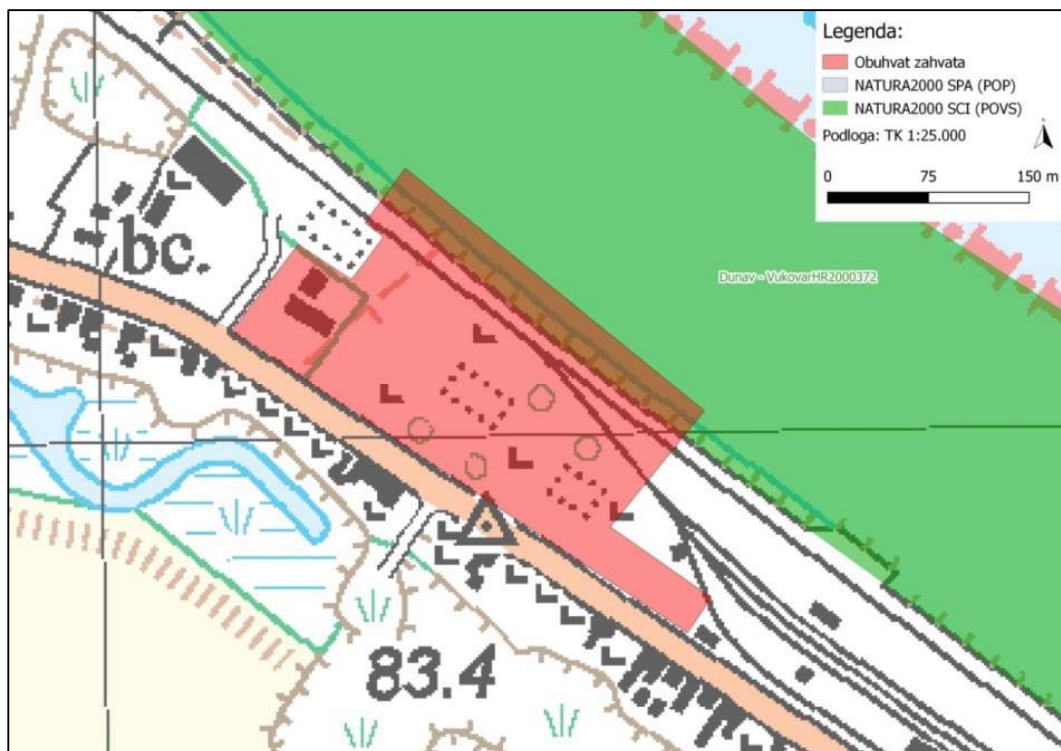 Legenda:
Obuhvat zahvata
NATURA2000 SPA (POP)
NATURA2000 SCI (POVS)
Podloga: TK 1:25.000
0 75 150 m
bc.
Dunav - VukovarHR2000372
83.4